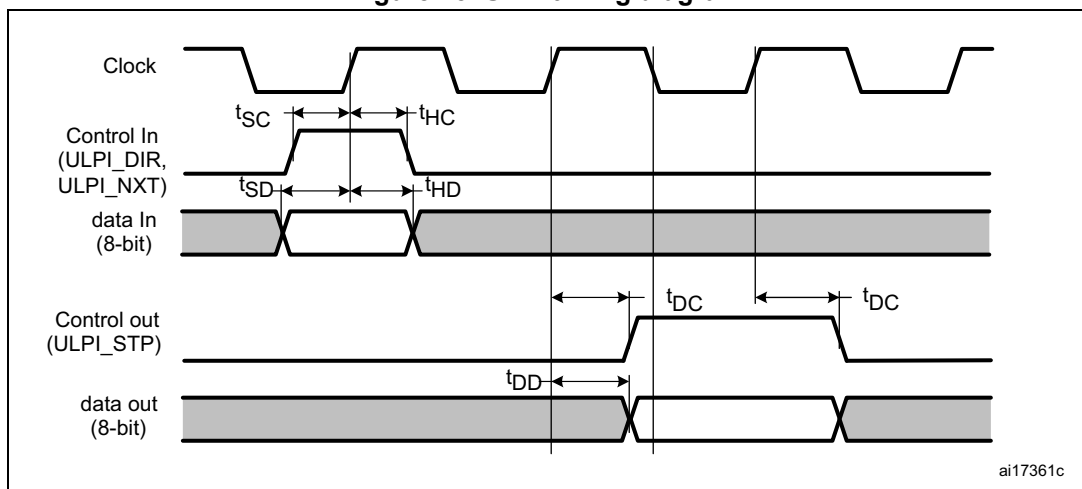 Clock
tSC
tHC
Control In
(ULPI_DIR,
ULPI_NXT)
tSD
tHD
data In
(8-bit)
tDC
tDC
Control out
(ULPI_STP)
tDD
data out
(8-bit)
ai17361c